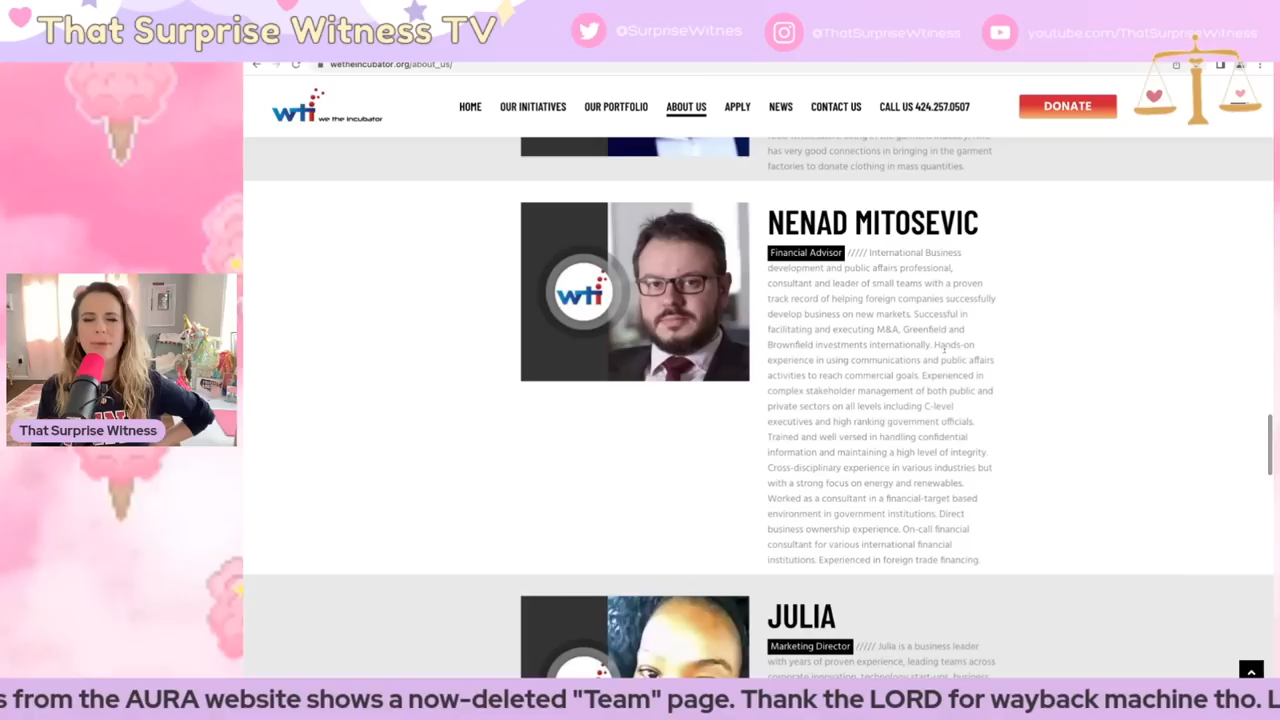 That Surprise Witness TV
@SurpriseWitnes
@ThatSurpriseWtiness
youtube.com/ThatSurpriseWitness
wetheincubator.org/about_us/
wti we the incubator
HOME OUR INITIATIVES OUR PORTFOLIO ABOUT US APPLY NEWS CONTACT US CALL US 424.257.0507
DONATE
has very good connections in bringing in the garment
factories to donate clothing in mass quantities.
wti
NENAD MITOSEVIC
Financial Advisor ///// International Business
development and public affairs professional,
consultant and leader of small teams with a proven
track record of helping foreign companies successfully
develop business on new markets. Successful in
facilitating and executing M&A, Greenfield and
Brownfield investments internationally. Hands-on
experience in using communications and public affairs
activities to reach commercial goals. Experienced in
complex stakeholder management of both public and
private sectors on all levels including C-level
executives and high ranking government officials.
Trained and well versed in handling confidential
information and maintaining a high level of integrity.
Cross-disciplinary experience in various industries but
with a strong focus on energy and renewables.
Worked as a consultant in a financial-target based
environment in government institutions. Direct
business ownership experience. On-call financial
consultant for various international financial
institutions. Experienced in foreign trade financing.
That Surprise Witness
JULIA
Marketing Director ///// Julia is a business leader
with years of proven experience, leading teams across
corporate innovation, technology start-ups, business
s from the AURA website shows a now-deleted "Team" page. Thank the LORD for wayback machine tho. L